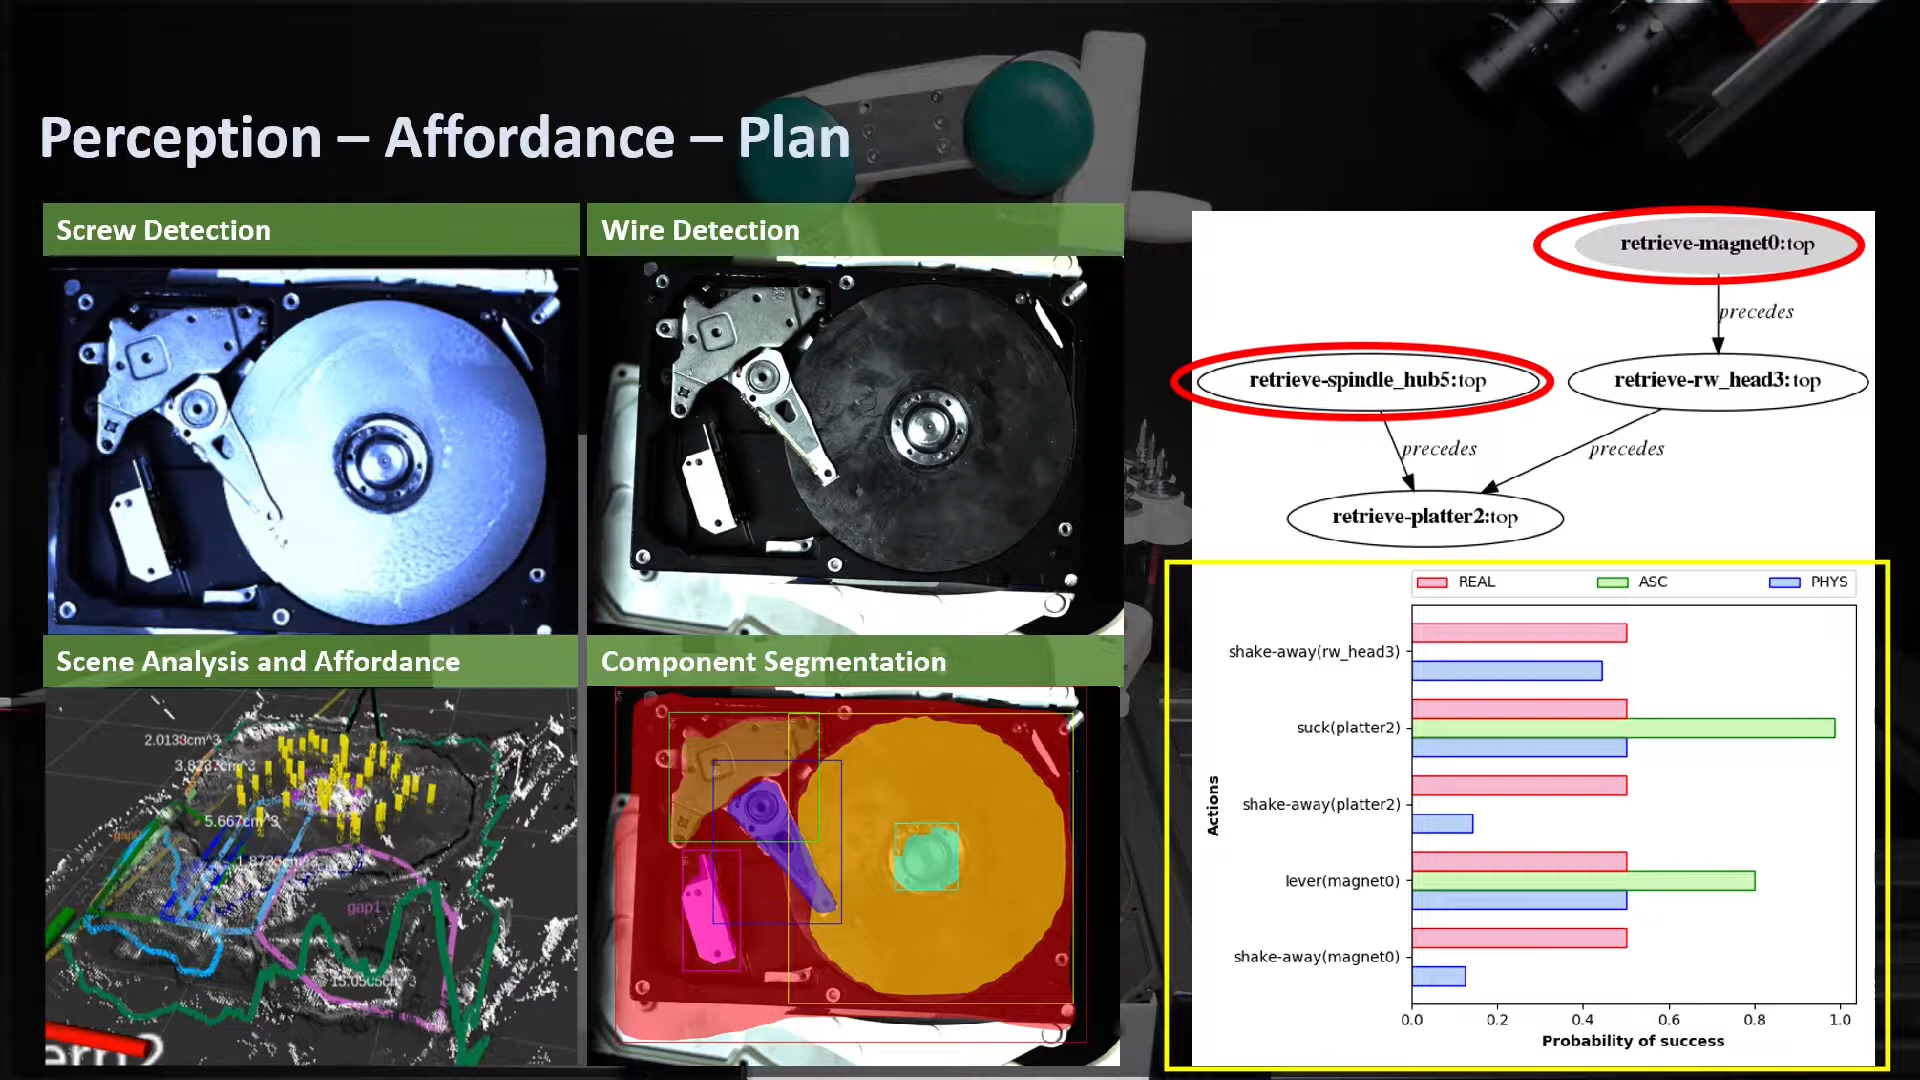 Perception – Affordance – Plan
Screw Detection
Wire Detection
Scene Analysis and Affordance
Component Segmentation
2.0133cm^3
5.667cm^3
gap1
retrieve-magnet0:top
precedes
retrieve-spindle_hub5:top
retrieve-rw_head3:top
precedes
precedes
retrieve-platter2:top
REAL
ASC
PHYS
shake-away(rw_head3)
suck(platter2)
shake-away(platter2)
lever(magnet0)
shake-away(magnet0)
Actions
0.0
0.2
0.4
0.6
0.8
1.0
Probability of success